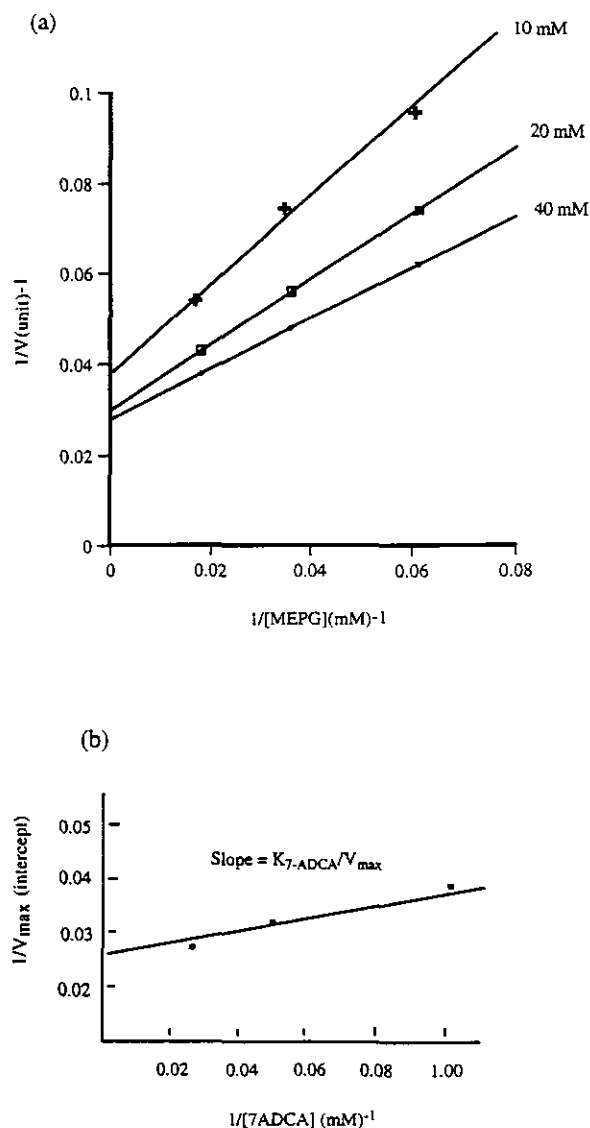 (a)
10 mM
0.1
20 mM
0.08
40 mM
0.06
1/V(unit)-1
0.04
0.02
0
0 0.02 0.04 0.06 0.08
1/[MEPG](mM)-1
(b)
0.05
Slope = K7-ADCA/Vmax
0.04
1/Vmax (intercept)
0.03
0.02
0.02 0.04 0.06 0.08 1.00
1/[7ADCA] (mM)-1